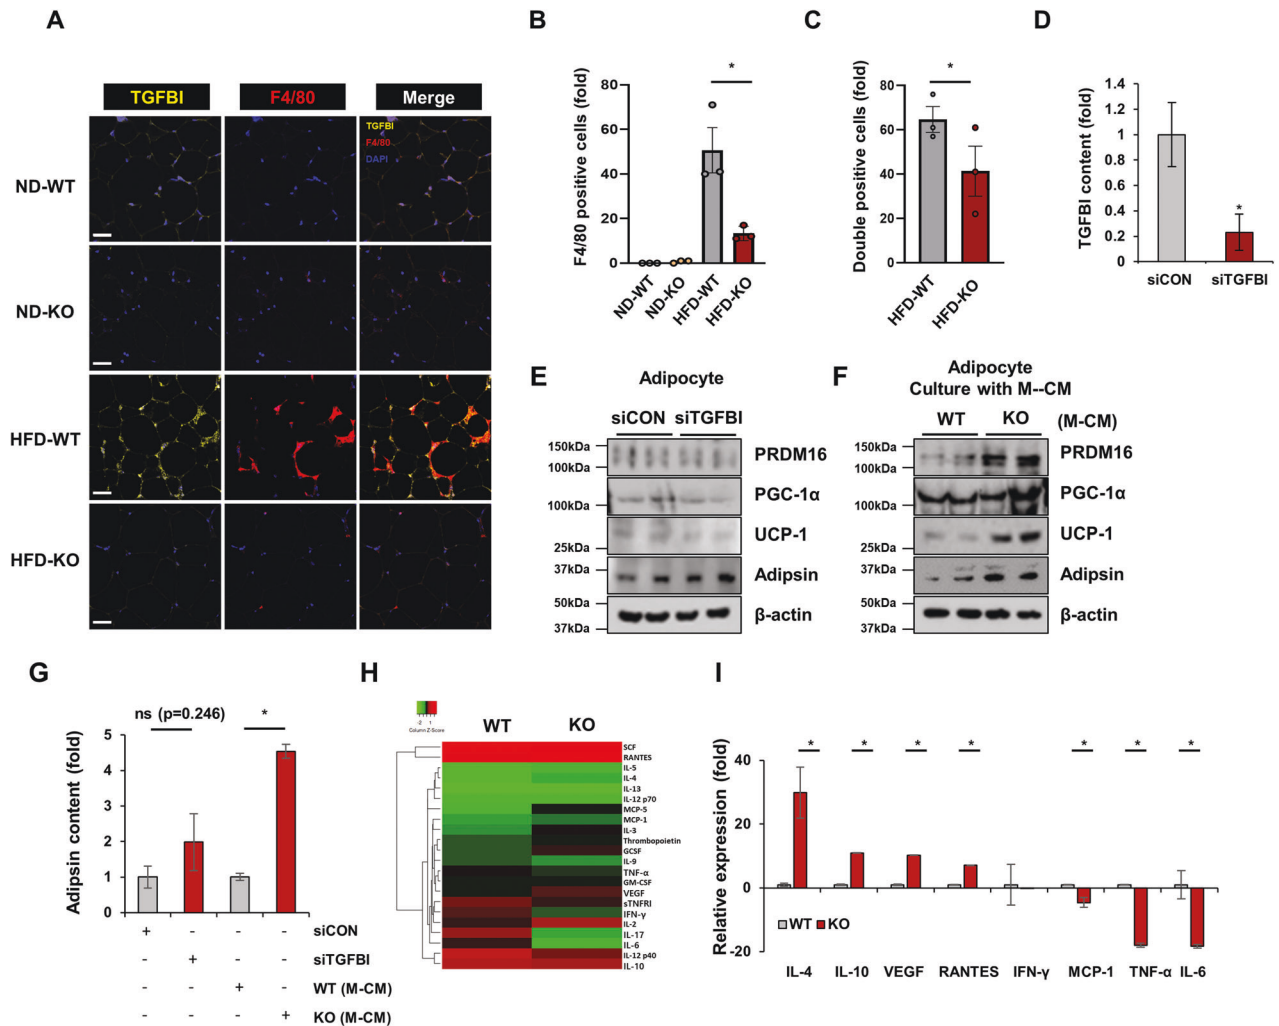 A
TGFBI F4/80 Merge
TGFBI
F4/80
DAPI
ND-WT
ND-KO
HFD-WT
HFD-KO
B
F4/80 positive cells (fold)
80
60
40
20
0
*
ND-WT ND-KO HFD-WT HFD-KO
C
Double positive cells (fold)
80
60
40
20
0
*
HFD-WT HFD-KO
D
TGFBI content (fold)
1.4
1.2
1
0.8
0.6
0.4
0.2
0
*
siCON siTGFBI
E
Adipocyte
siCON siTGFBI
150kDa
100kDa
PRDM16
100kDa
PGC-1α
25kDa
UCP-1
37kDa
Adipsin
50kDa
37kDa
β-actin
F
Adipocyte
Culture with M--CM
WT KO (M-CM)
150kDa
100kDa
PRDM16
100kDa
PGC-1α
25kDa
UCP-1
37kDa
25kDa
Adipsin
50kDa
37kDa
β-actin
G
ns (p=0.246) *
Adipsin content (fold)
5
4
3
2
1
0
+ - - - siCON
- + - - siTGFBI
- - + - WT (M-CM)
- - - + KO (M-CM)
H
-2 1
Column Z-Score
WT KO
SCF
RANTES
IL-5
IL-4
IL-13
IL-12 p70
MCP-5
MCP-1
IL-3
Thrombopoietin
GCSF
IL-9
TNF-α
GM-CSF
VEGF
sTNFRI
IFN-γ
IL-2
IL-17
IL-6
IL-12 p40
IL-10
I
Relative expression (fold)
40
20
0
-20
* * * * * * *
WT KO
IL-4 IL-10 VEGF RANTES IFN-γ MCP-1 TNF-α IL-6